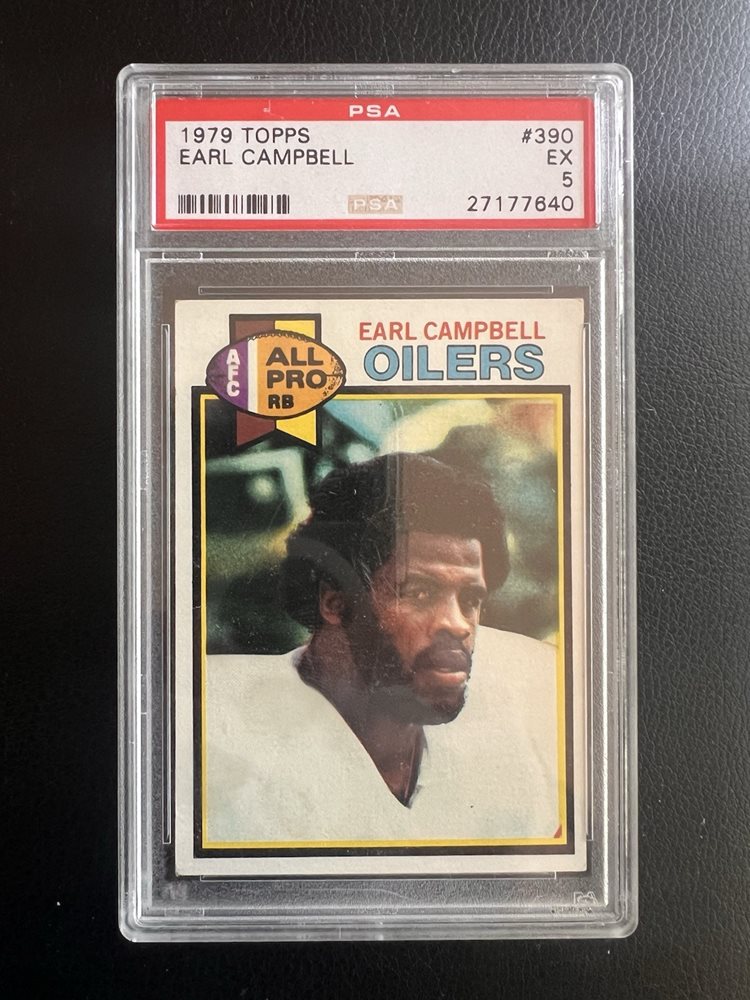 PSA
1979 TOPPS #390
EARL CAMPBELL EX
5
PSA 27177640
EARL CAMPBELL
OILERS
AFC
ALL
PRO
RB